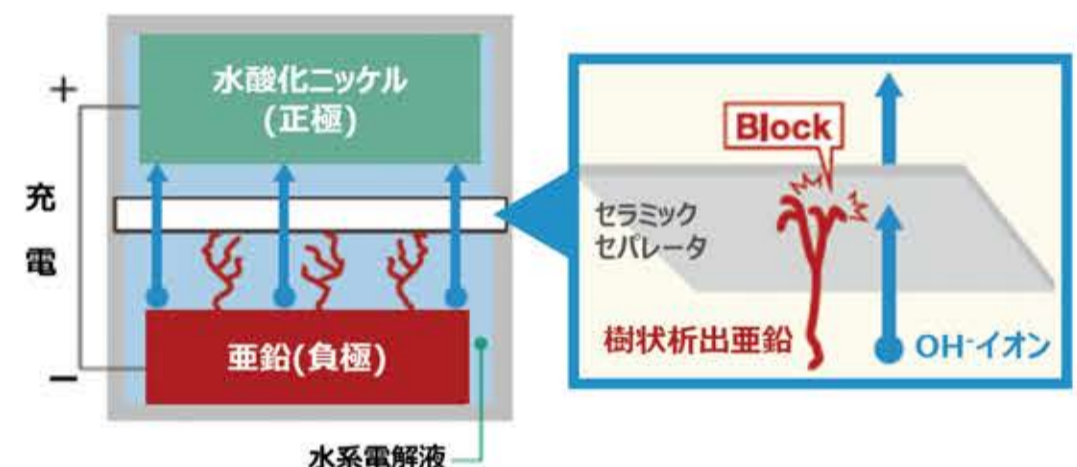 水酸化ニッケル
(正極)
+
充
電
−
亜鉛(負極)
水系電解液
Block
セラミック
セパレータ
樹状析出亜鉛
OH-イオン